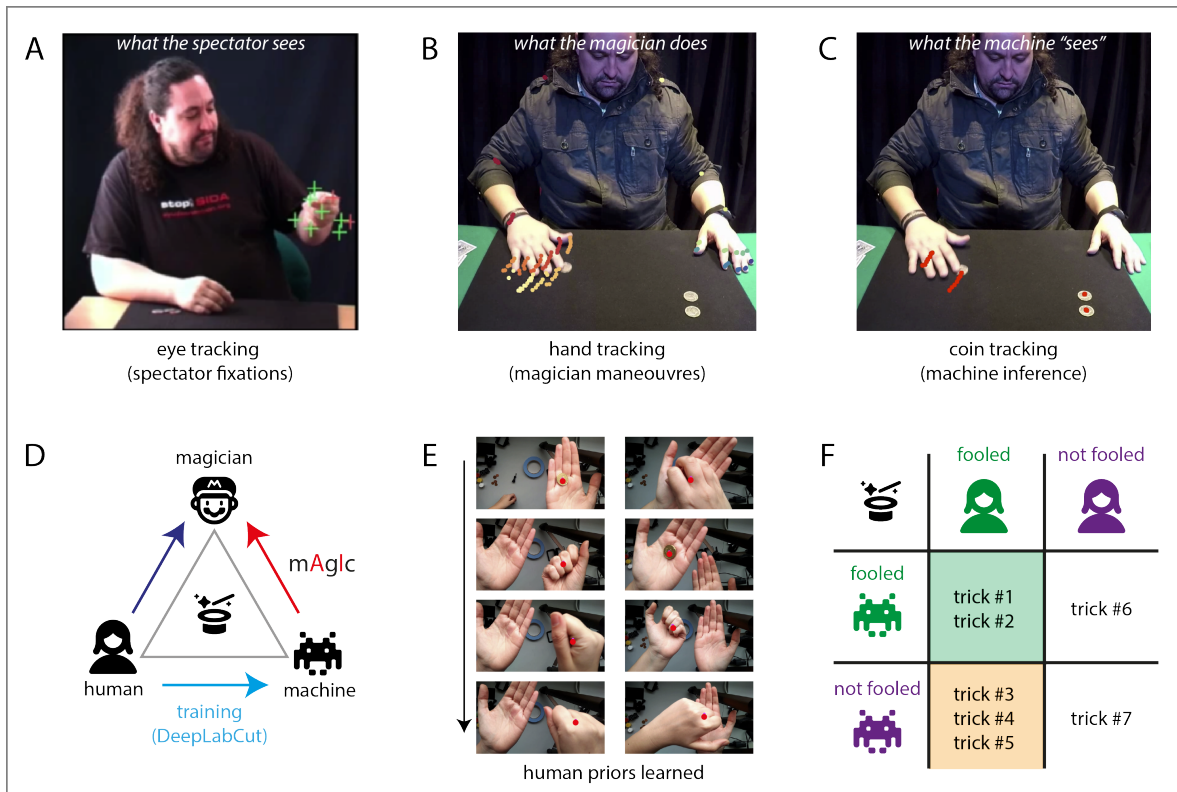 A
what the spectator sees
stop SIDA
eye tracking
(spectator fixations)
B
what the magician does
hand tracking
(magician maneouvres)
C
what the machine “sees”
coin tracking
(machine inference)
D
magician
M
mAgIc
human
machine
training
(DeepLabCut)
E
human priors learned
F
fooled
not fooled
fooled
trick #1
trick #2
trick #6
not fooled
trick #3
trick #4
trick #5
trick #7